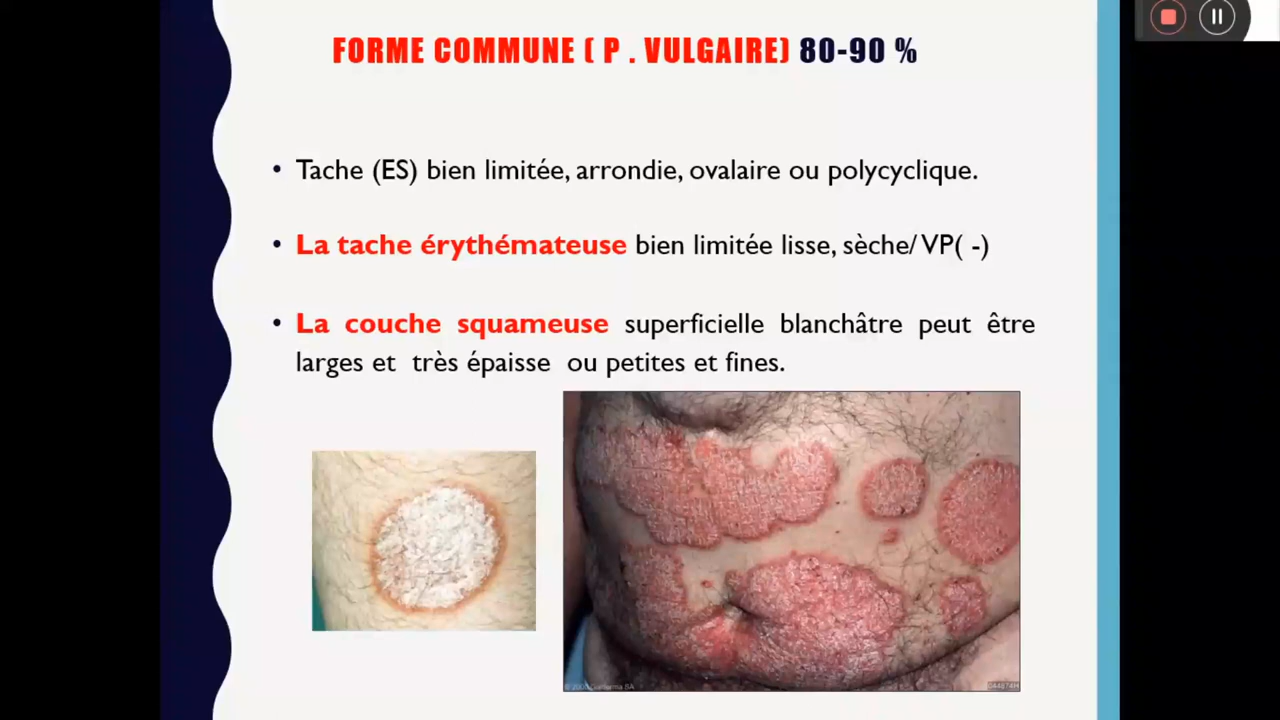 FORME COMMUNE ( P . VULGAIRE) 80-90 %
• Tache (ES) bien limitée, arrondie, ovalaire ou polycyclique.
• La tache érythémateuse bien limitée lisse, sèche/ VP( -)
• La couche squameuse superficielle blanchâtre peut être
larges et très épaisse ou petites et fines.